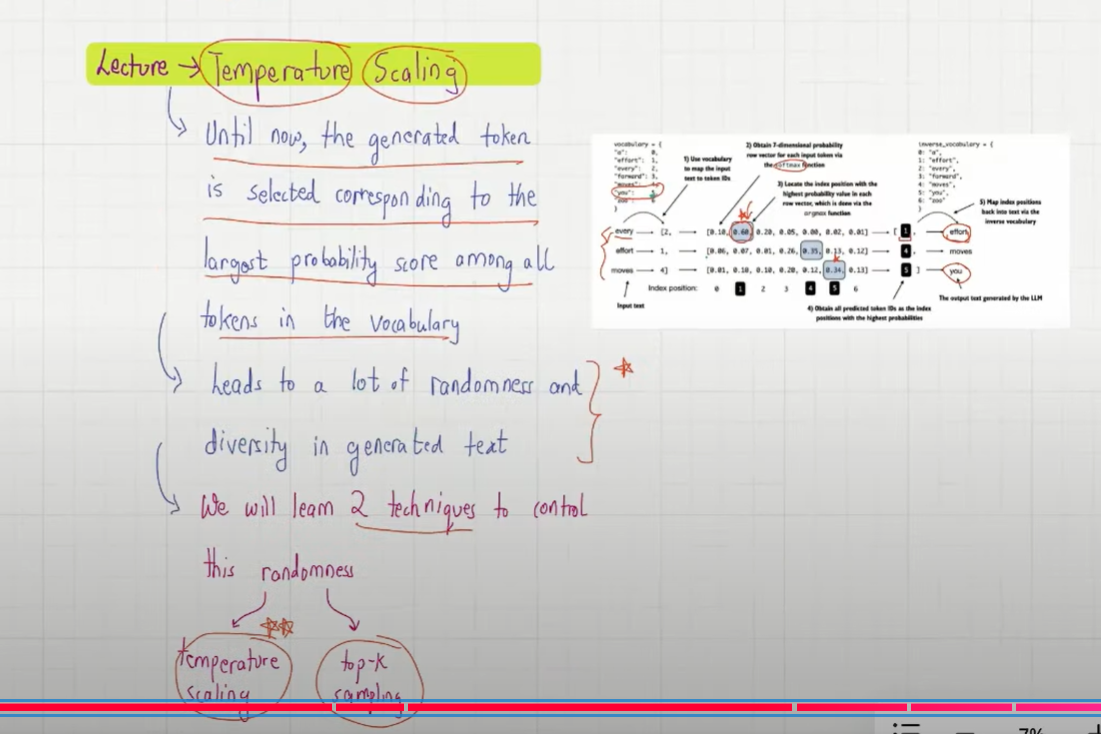 Lecture → Temperature Scaling
Until now, the generated token
is selected corresponding to the
largest probability score among all
tokens in the vocabulary
heads to a lot of randomness and
diversity in generated text
We will learn 2 techniques to control
this randomness
temperature
scaling
top-k
sampling
vocabulary = {
"a": 0,
"effort": 1,
"every": 2,
"forward": 3,
"moves":
"you":
"zoo"
}
1) Use vocabulary
to map the input
text to token IDs
2) Obtain 7-dimensional probability
row vector for each input token via
the softmax function
3) Locate the index position with the
highest probability value in each
row vector, which is done via the
argmax function
inverse_vocabulary = {
0: "a",
1: "effort",
2: "every",
3: "forward",
4: "moves",
5: "you",
6: "zoo"
}
5) Map index positions
back into text via the
inverse vocabulary
every → [2, → [0.10, 0.60, 0.20, 0.05, 0.00, 0.02, 0.01] → [ 1, → effort
effort → 1, → [0.06, 0.07, 0.01, 0.26, 0.35, 0.13, 0.12] → 4, → moves
moves → 4] → [0.01, 0.10, 0.10, 0.20, 0.12, 0.34, 0.13] → 5 ] → you
Index position: 0 1 2 3 4 5 6
Input text
The output text generated by the LLM
4) Obtain all predicted token IDs as the index
positions with the highest probabilities
7%